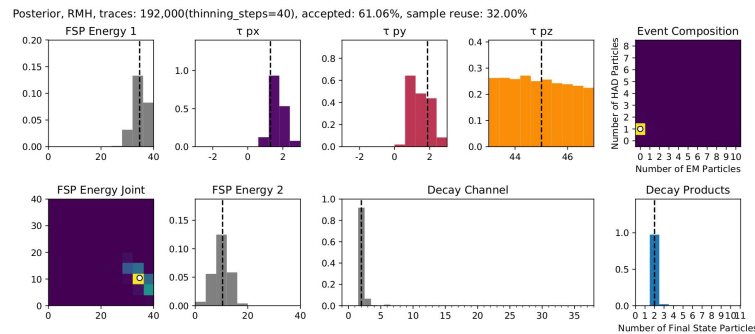 Posterior, RMH, traces: 192,000(thinning_steps=40), accepted: 61.06%, sample reuse: 32.00%
FSP Energy 1
τ px
τ py
τ pz
Event Composition
0.20
0.15
0.10
0.05
0.00
0 20 40
1.0
0.5
0.0
-2 0 2
0.8
0.6
0.4
0.2
0.0
-2 0 2
0.4
0.3
0.2
0.1
0.0
44 46
Number of HAD Particles
8
7
6
5
4
3
2
1
0
0 1 2 3 4 5 6 7 8 9 10
Number of EM Particles
FSP Energy Joint
FSP Energy 2
Decay Channel
Decay Products
40
30
20
10
0
0 20 40
0.15
0.10
0.05
0.00
0 20 40
1.0
0.8
0.6
0.4
0.2
0.0
0 5 10 15 20 25 30 35
1.0
0.5
0.0
0 1 2 3 4 5 6 7 8 9 1011
Number of Final State Particles